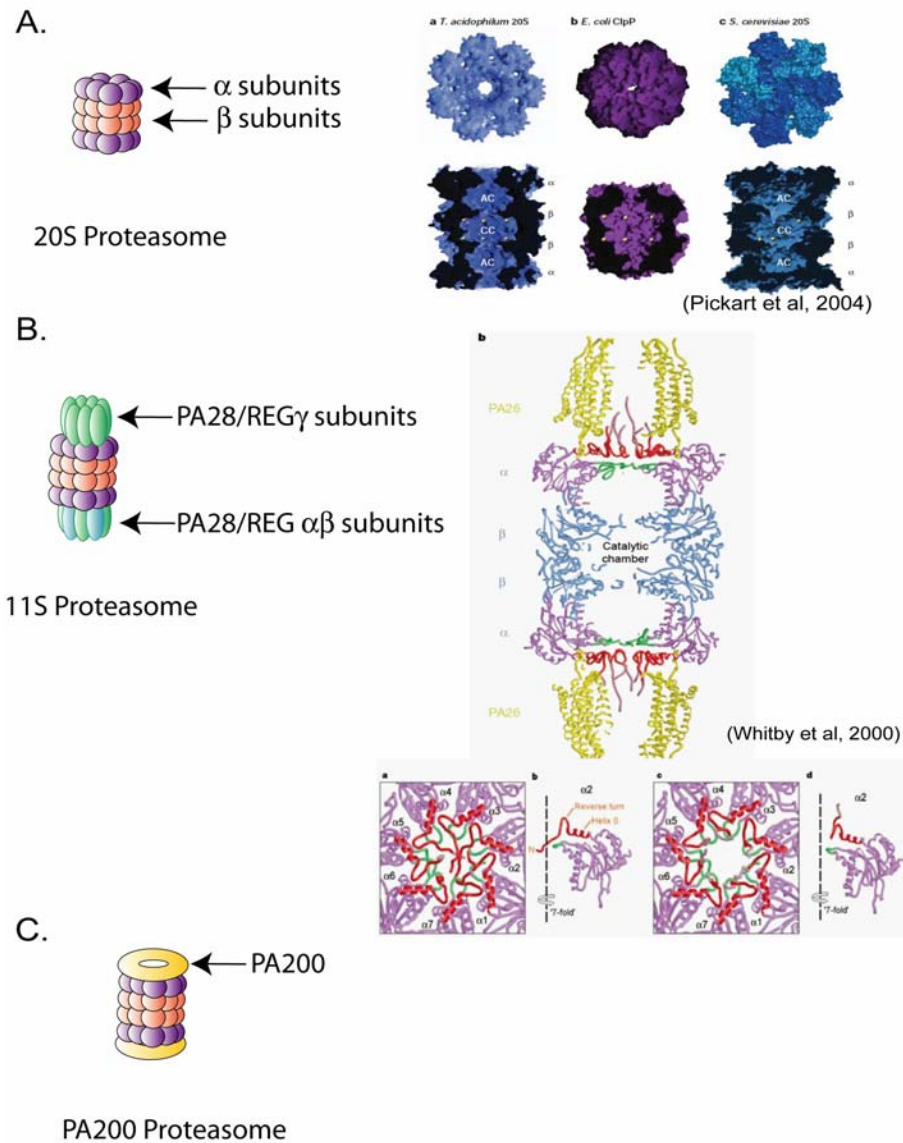 A.
a T. acidophilum 20S
b E. coli ClpP
c S. cerevisiae 20S
α subunits
β subunits
AC
CC
AC
α
β
β
α
AC
CC
AC
α
β
β
α
20S Proteasome
(Pickart et al, 2004)
B.
b
PA28/REGγ subunits
PA28/REG αβ subunits
11S Proteasome
PA26
α
β
Catalytic
chamber
β
α
PA26
(Whitby et al, 2000)
a
α4
α3
α5
α2
α6
α7
α1
b
α2
Reverse turn
Helix 0
N
'7-fold'
c
α4
α3
α5
α2
α6
α7
α1
d
α2
'7-fold'
C.
PA200
PA200 Proteasome